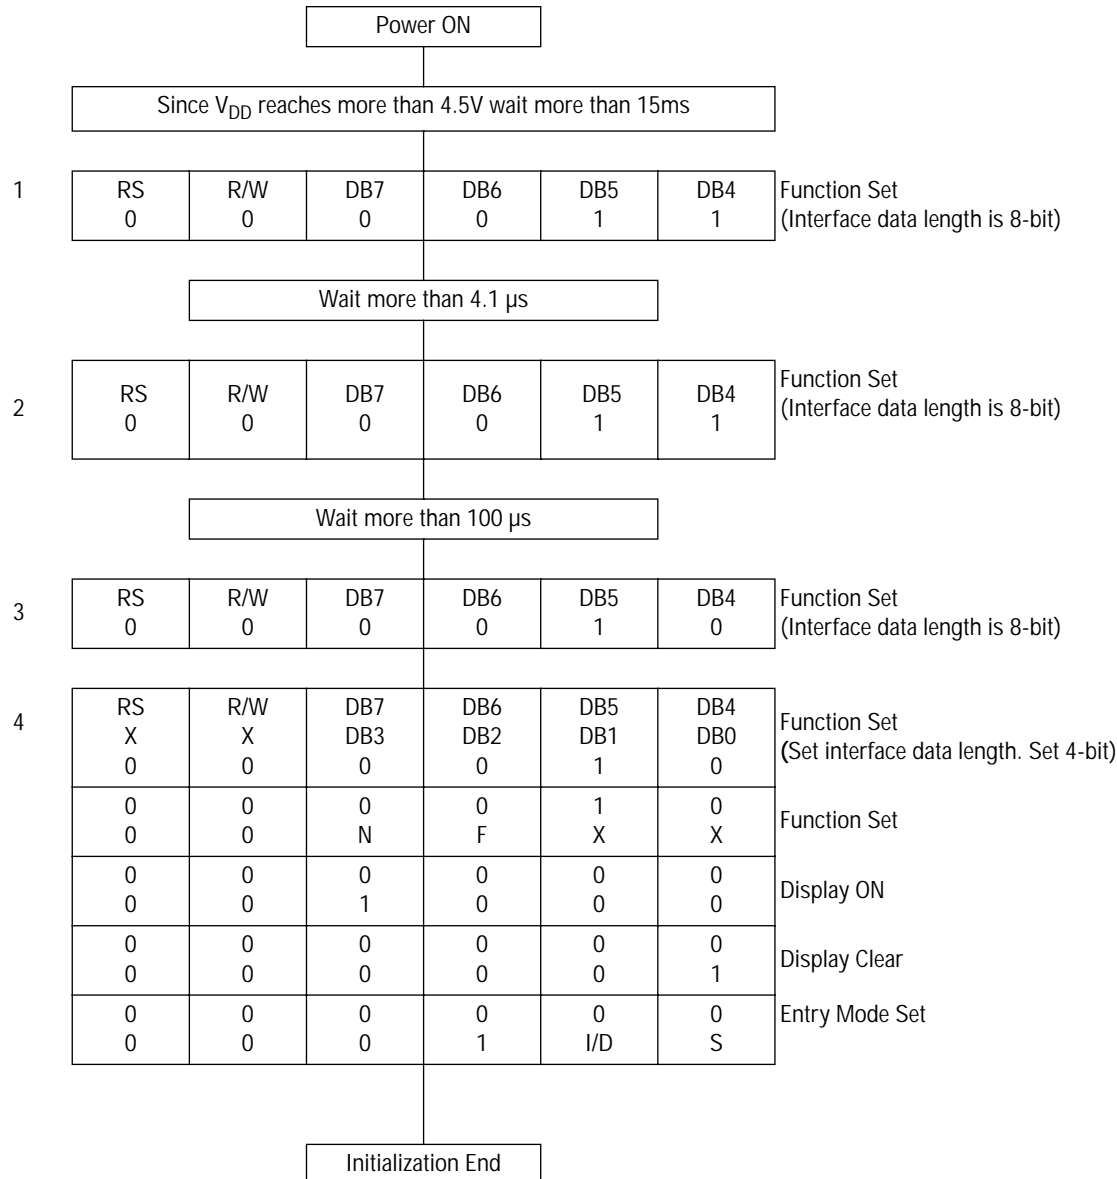 Power ON
Since VDD reaches more than 4.5V wait more than 15ms
1
RS R/W DB7 DB6 DB5 DB4
0 0 0 0 1 1
Function Set
(Interface data length is 8-bit)
Wait more than 4.1 µs
2
RS R/W DB7 DB6 DB5 DB4
0 0 0 0 1 1
Function Set
(Interface data length is 8-bit)
Wait more than 100 µs
3
RS R/W DB7 DB6 DB5 DB4
0 0 0 0 1 0
Function Set
(Interface data length is 8-bit)
4
RS R/W DB7 DB6 DB5 DB4
X X DB3 DB2 DB1 DB0
0 0 0 0 1 0
Function Set
(Set interface data length. Set 4-bit)
0 0 0 0 1 0
0 0 N F X X
Function Set
0 0 0 0 0 0
0 0 1 0 0 0
Display ON
0 0 0 0 0 0
0 0 0 0 0 1
Display Clear
0 0 0 0 0 0
0 0 0 1 I/D S
Entry Mode Set
Initialization End